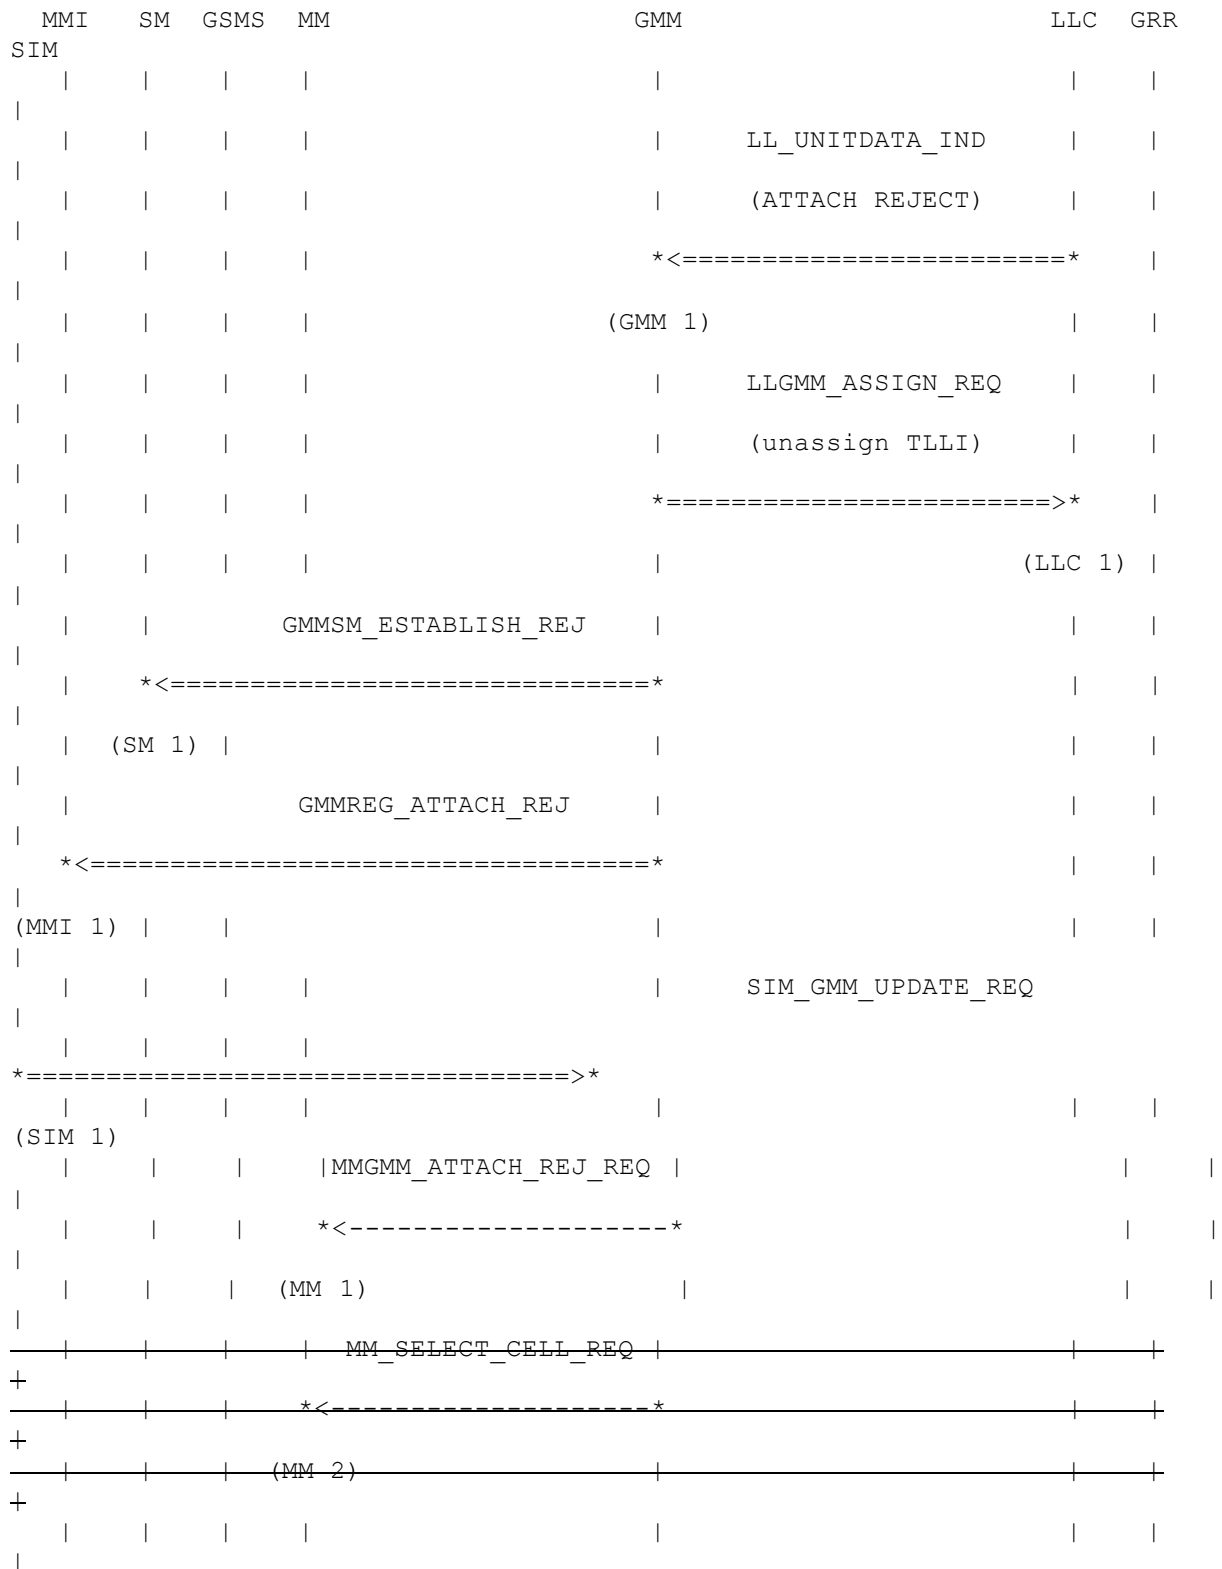 MMI SM GSMS MM GMM LLC GRR
SIM
| | | | | | |
|
| | | | | LL_UNITDATA_IND | |
|
| | | | | (ATTACH REJECT) | |
|
| | | | *<========================* |
|
| | | | (GMM 1) | |
|
| | | | | LLGMM_ASSIGN_REQ | |
|
| | | | | (unassign TLLI) | |
|
| | | | *========================>* |
|
| | | | | (LLC 1) |
|
| | GMMSM_ESTABLISH_REJ | | |
|
| *<==============================* | |
|
| (SM 1) | | | |
|
| GMMREG_ATTACH_REJ | | |
|
*<===================================* | |
|
(MMI 1) | | | | |
|
| | | | | SIM_GMM_UPDATE_REQ
|
| | | |
*==================================>*
| | | | | | |
(SIM 1)
| | | |MMGMM_ATTACH_REJ_REQ | | |
|
| | | *<--------------------* | |
|
| | | (MM 1) | | |
|
| | | | MM_SELECT_CELL_REQ | | |
|
| | | *<--------------------* | |
|
| | | (MM 2) | | |
|
| | | | | | |
|